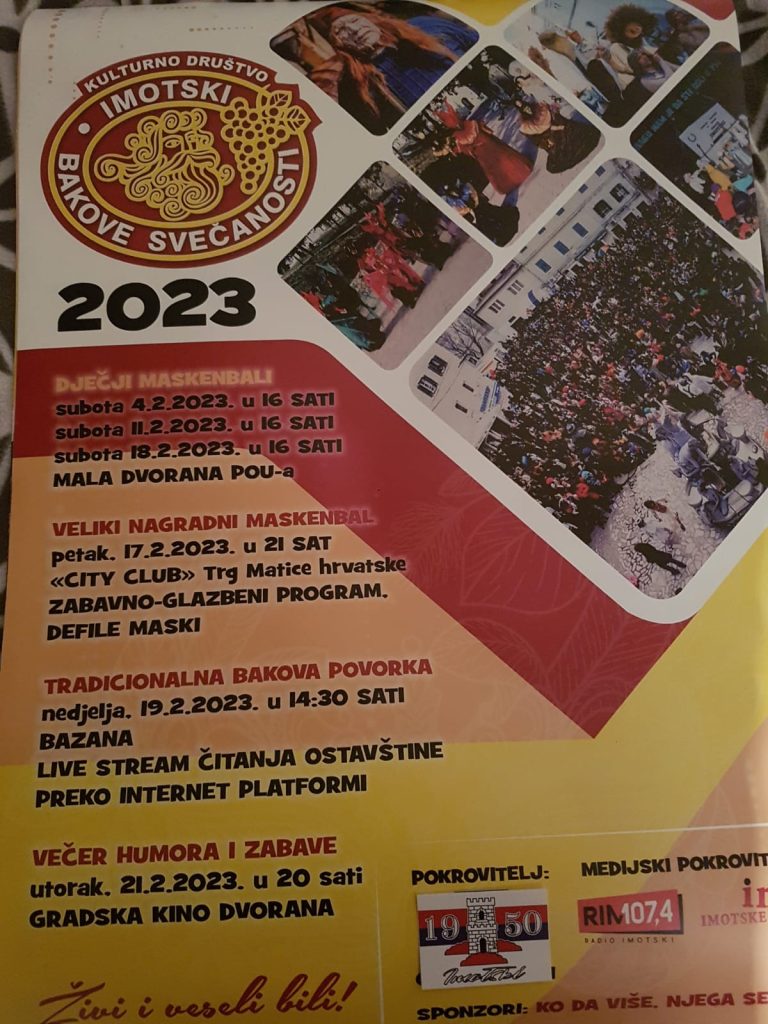 KULTURNO DRUŠTVO
IMOTSKI
BAKOVE SVEČANOSTI
2023
DJEČJI MASKENBALI
subota 4.2.2023. u 16 SATI
subota 11.2.2023. u 16 SATI
subota 18.2.2023. u 16 SATI
MALA DVORANA POU-a
VELIKI NAGRADNI MASKENBAL
petak. 17.2.2023. u 21 SAT
«CITY CLUB» Trg Matice hrvatske
ZABAVNO-GLAZBENI PROGRAM.
DEFILE MASKI
TRADICIONALNA BAKOVA POVORKA
nedjelja. 19.2.2023. u 14:30 SATI
BAZANA
LIVE STREAM ČITANJA OSTAVŠTINE
PREKO INTERNET PLATFORMI
VEČER HUMORA I ZABAVE
utorak. 21.2.2023. u 20 sati
GRADSKA KINO DVORANA
Živi i veseli bili!
POKROVITELJ:
1950
MEDIJSKI POKROVIT
RIM107,4
RADIO IMOTSKI
IMOTSKE
SPONZORI: KO DA VIŠE. NJEGA SE